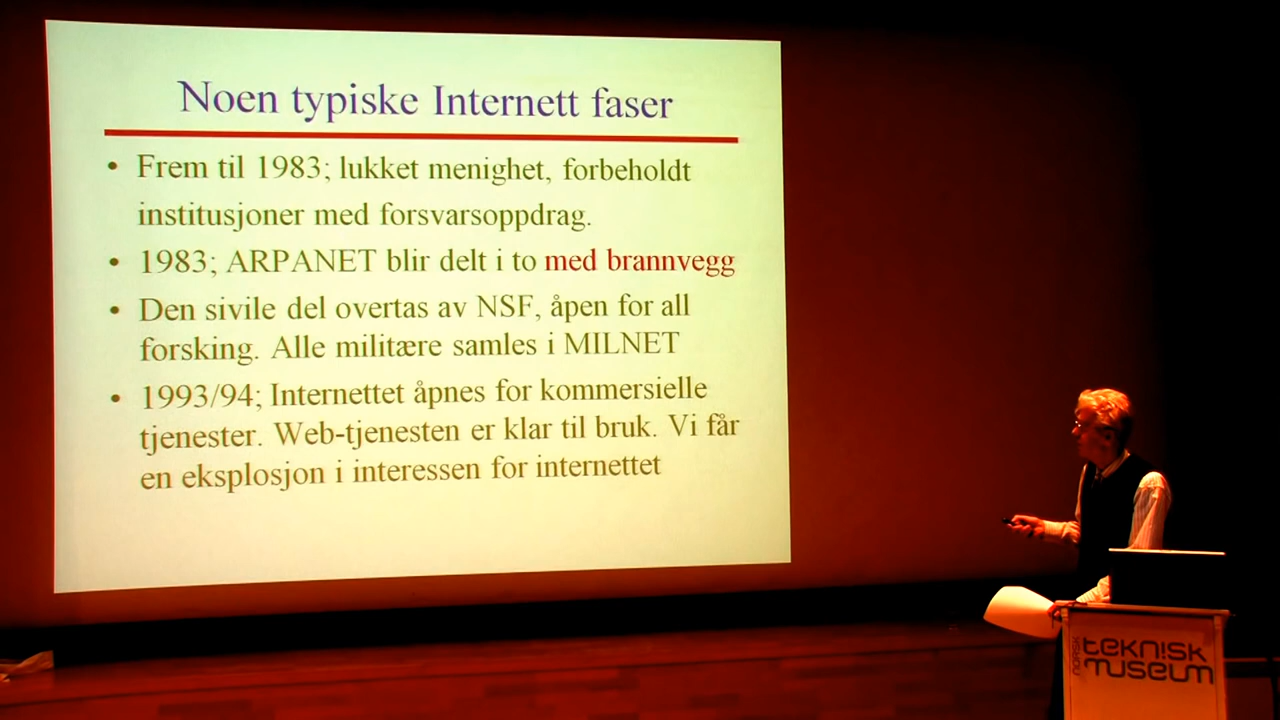 Noen typiske Internett faser
• Frem til 1983; lukket menighet, forbeholdt
institusjoner med forsvarsoppdrag.
• 1983; ARPANET blir delt i to med brannvegg
• Den sivile del overtas av NSF, åpen for all
forsking. Alle militære samles i MILNET
• 1993/94; Internettet åpnes for kommersielle
tjenester. Web-tjenesten er klar til bruk. Vi får
en eksplosjon i interessen for internettet
NORSK
teknisk
museum